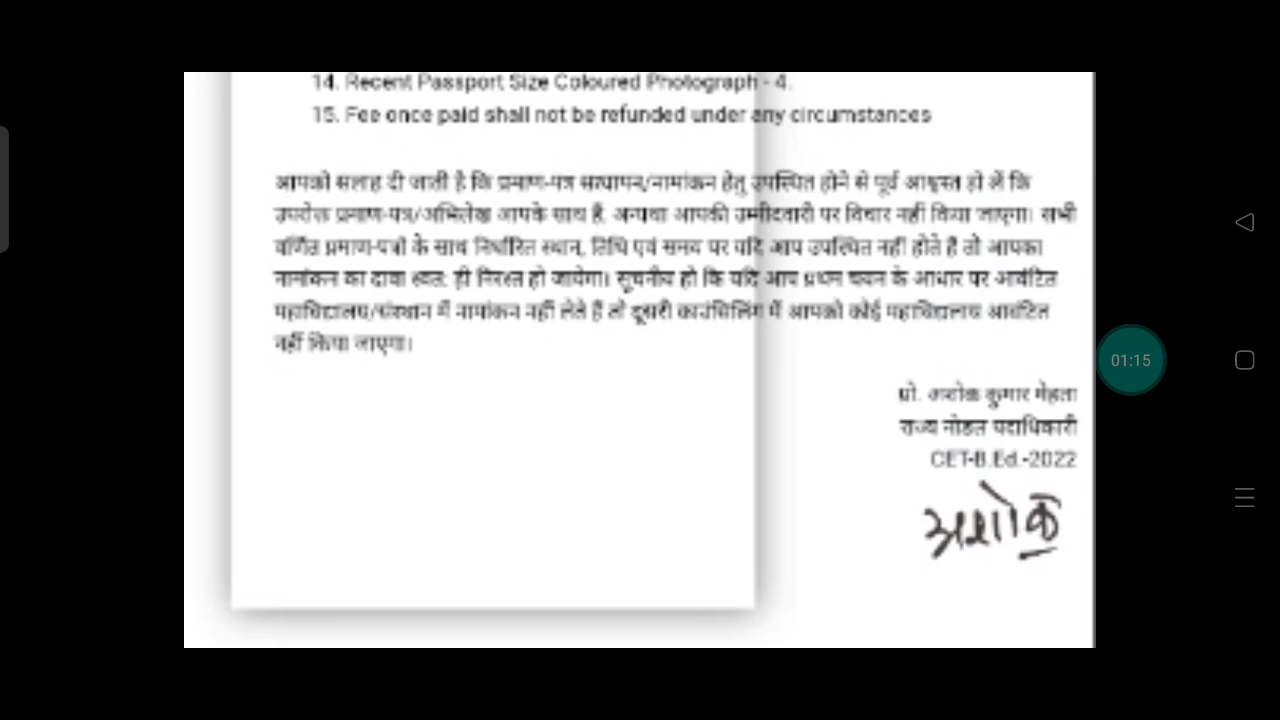 14. Recent Passport Size Coloured Photograph - 4.
15. Fee once paid shall not be refunded under any circumstances
आपको सलाह दी जाती है कि प्रमाण-पत्र सत्यापन/नामांकन हेतु उपस्थित होने से पूर्व आश्वस्त हो लें कि
उपरोक्त प्रमाण-पत्र/अभिलेख आपके साथ है, अन्यथा आपकी उम्मीदवारी पर विचार नहीं किया जाएगा। सभी
वर्णित प्रमाण-पत्रों के साथ निर्धारित स्थान, तिथि एवं समय पर यदि आप उपस्थित नहीं होते है तो आपका
नामांकन का दावा स्वत: ही निरस्त हो जायेगा। सूचनीय हो कि यदि आप प्रथम चयन के आधार पर आवंटित
महाविद्यालय/संस्थान में नामांकन नहीं लेते हैं तो दूसरी काउंसिलिंग में आपको कोई महाविद्यालय आवंटित
नहीं किया जाएगा।
प्रो. अशोक कुमार मेहता
राज्य नोडल पदाधिकारी
CET-B.Ed.-2022
अशोक
01:15